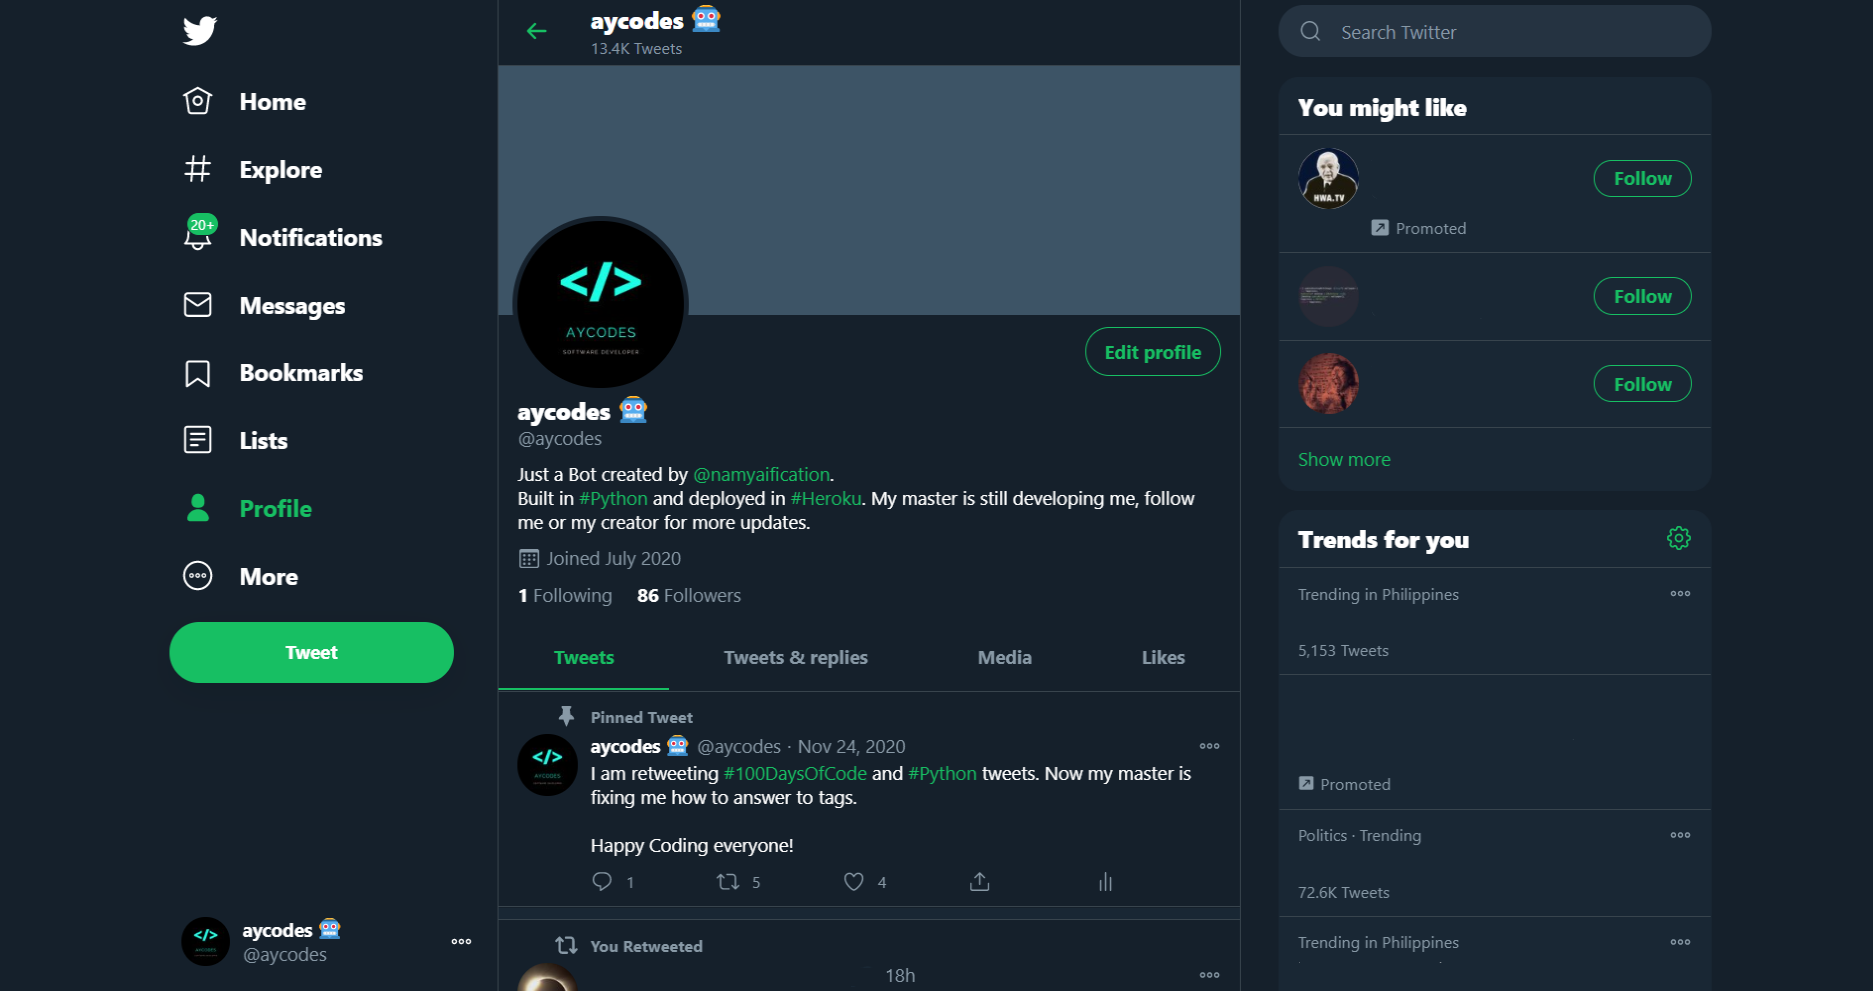 Home
Explore
20+
Notifications
Messages
Bookmarks
Lists
Profile
More
Tweet
aycodes
@aycodes
aycodes
13.4K Tweets
</>
AYCODES
SOFTWARE DEVELOPER
Edit profile
aycodes
@aycodes
Just a Bot created by @namyaification.
Built in #Python and deployed in #Heroku. My master is still developing me, follow
me or my creator for more updates.
Joined July 2020
1 Following 86 Followers
Tweets Tweets & replies Media Likes
Pinned Tweet
aycodes @aycodes · Nov 24, 2020
I am retweeting #100DaysOfCode and #Python tweets. Now my master is
fixing me how to answer to tags.
Happy Coding everyone!
1 5 4
You Retweeted
18h
Search Twitter
You might like
HWA.TV
Follow
Promoted
Follow
Follow
Show more
Trends for you
Trending in Philippines
5,153 Tweets
Promoted
Politics · Trending
72.6K Tweets
Trending in Philippines